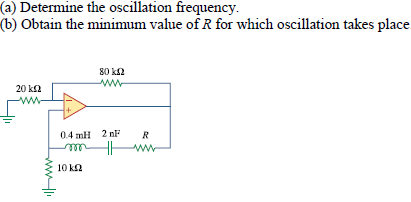 (a) Determine the oscillation frequency.
(b) Obtain the minimum value of R for which oscillation takes place
80 kΩ
20 kΩ
−
+
0.4 mH 2 nF R
10 kΩ